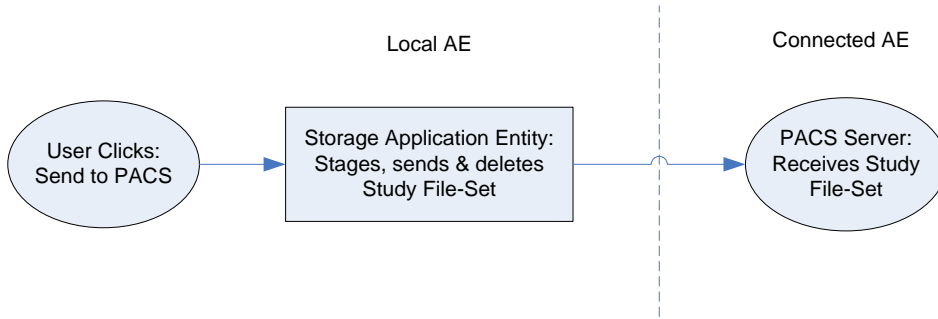 Local AE
Connected AE
User Clicks:
Send to PACS
Storage Application Entity:
Stages, sends & deletes
Study File-Set
PACS Server:
Receives Study
File-Set